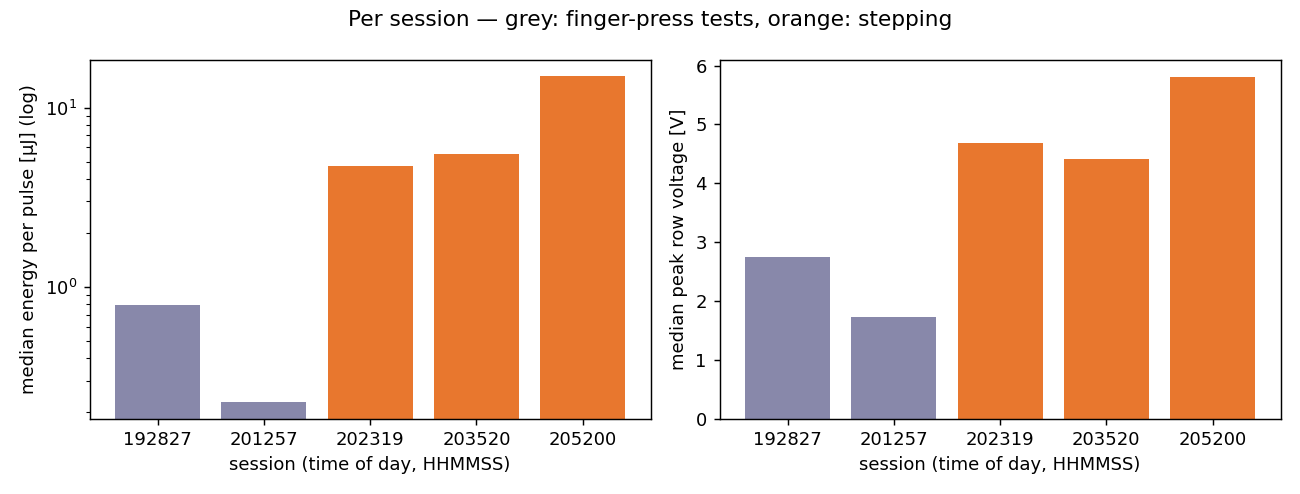 Per session — grey: finger-press tests, orange: stepping
median energy per pulse [µJ] (log)
10¹
10⁰
192827 201257 202319 203520 205200
session (time of day, HHMMSS)
median peak row voltage [V]
6
5
4
3
2
1
0
192827 201257 202319 203520 205200
session (time of day, HHMMSS)